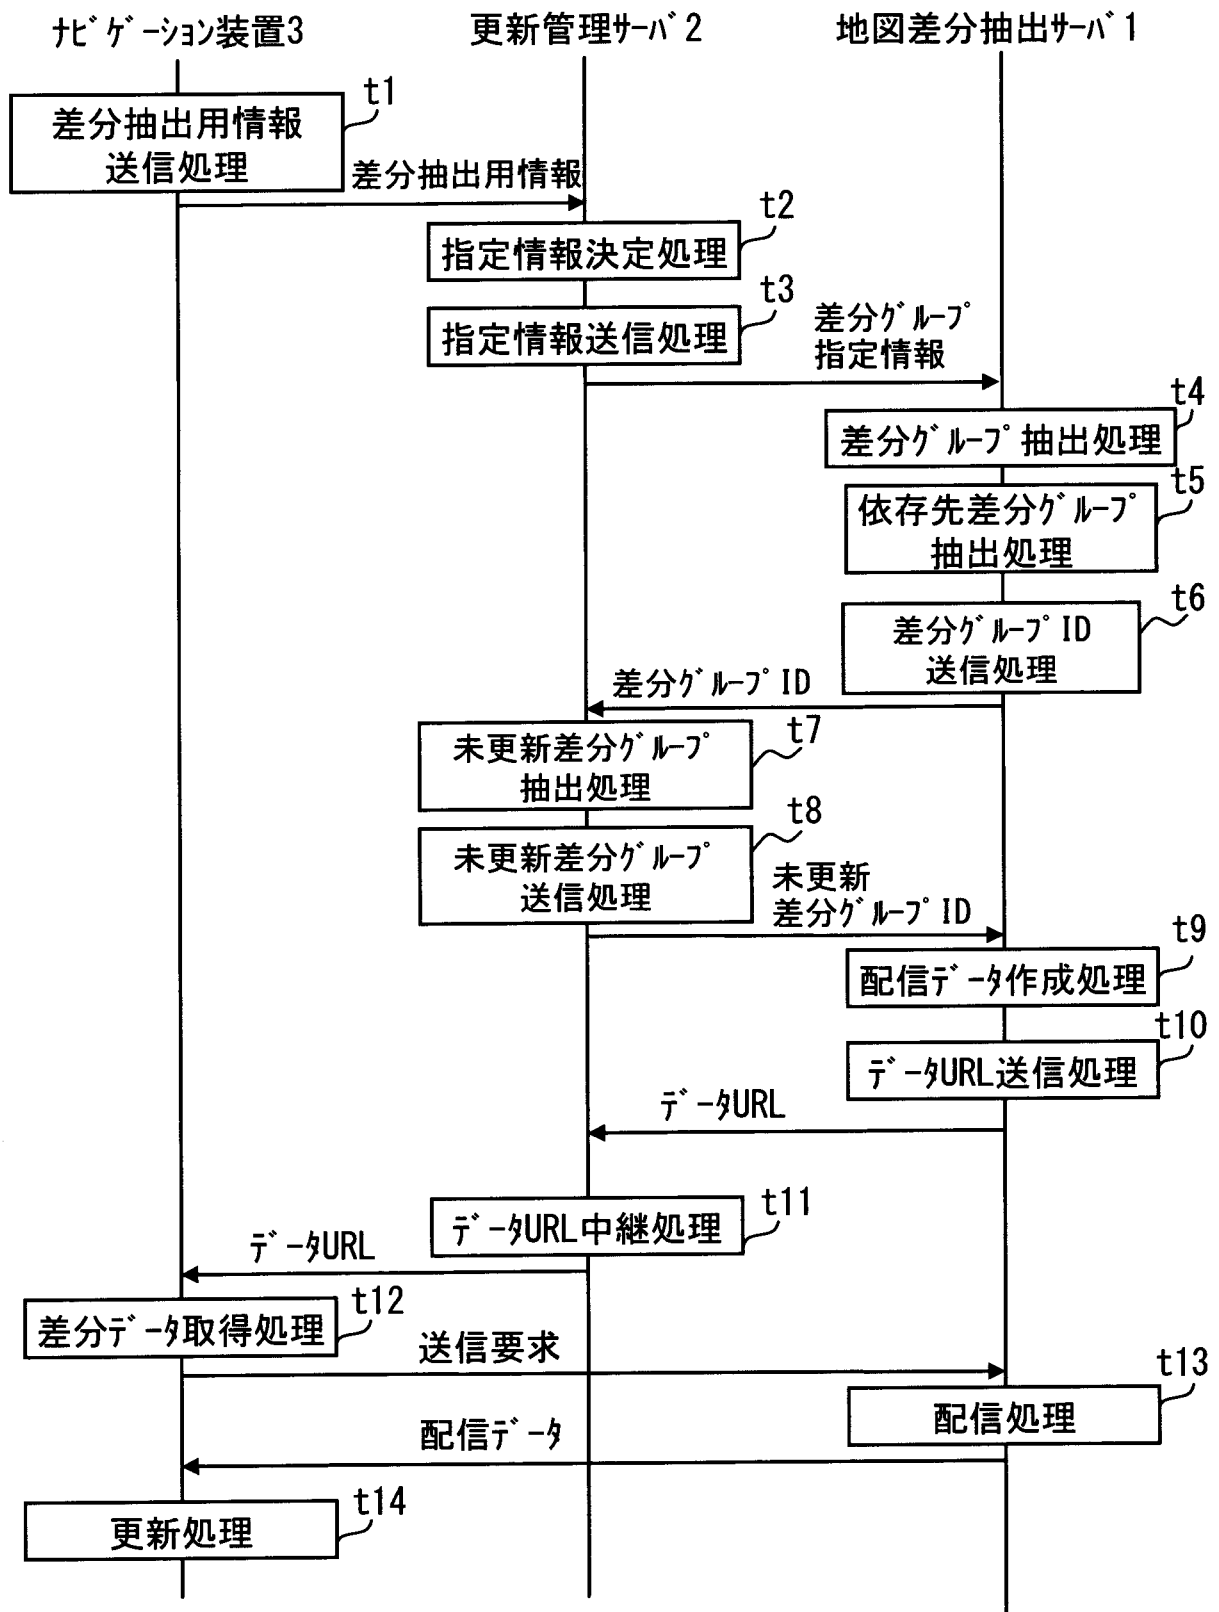 ﾅﾋﾞｹﾞｰｼｮﾝ装置3
更新管理ｻｰﾊﾞ2
地図差分抽出ｻｰﾊﾞ1
t1
差分抽出用情報
送信処理
差分抽出用情報
t2
指定情報決定処理
t3
指定情報送信処理
差分ｸﾞﾙｰﾌﾟ
指定情報
t4
差分ｸﾞﾙｰﾌﾟ抽出処理
t5
依存先差分ｸﾞﾙｰﾌﾟ
抽出処理
t6
差分ｸﾞﾙｰﾌﾟID
送信処理
差分ｸﾞﾙｰﾌﾟID
t7
未更新差分ｸﾞﾙｰﾌﾟ
抽出処理
t8
未更新差分ｸﾞﾙｰﾌﾟ
送信処理
未更新
差分ｸﾞﾙｰﾌﾟID
t9
配信ﾃﾞｰﾀ作成処理
t10
ﾃﾞｰﾀURL送信処理
ﾃﾞｰﾀURL
t11
ﾃﾞｰﾀURL中継処理
ﾃﾞｰﾀURL
t12
差分ﾃﾞｰﾀ取得処理
送信要求
t13
配信処理
配信ﾃﾞｰﾀ
t14
更新処理